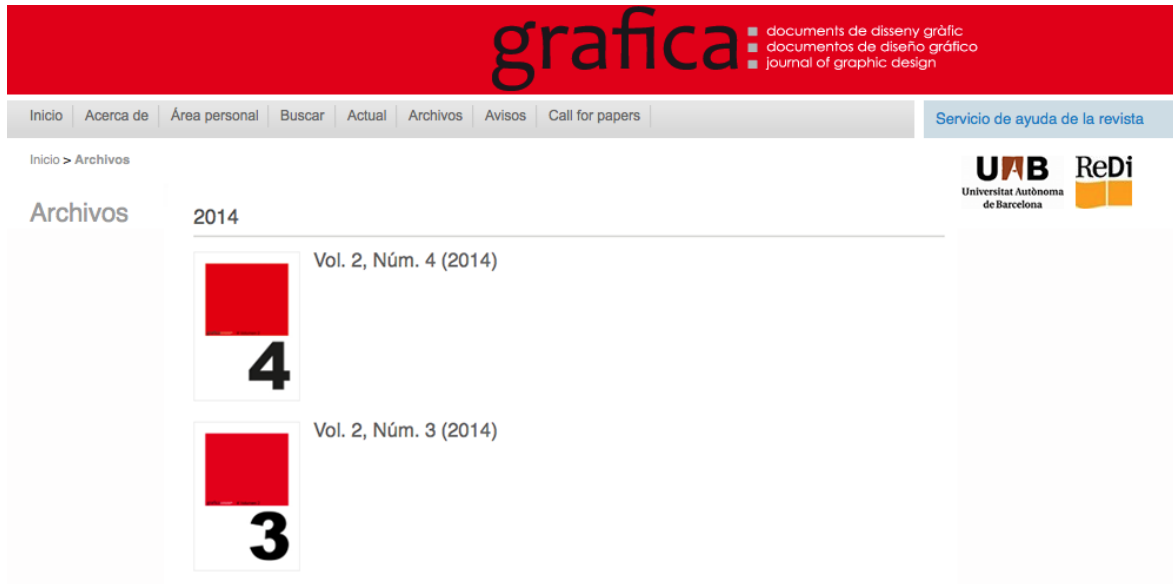 grafica
documents de disseny gràfic
documentos de diseño gráfico
journal of graphic design
Inicio Acerca de Área personal Buscar Actual Archivos Avisos Call for papers
Servicio de ayuda de la revista
Inicio > Archivos
UAB
Universitat Autònoma
de Barcelona
ReDi
Archivos
2014
Vol. 2, Núm. 4 (2014)
4
Vol. 2, Núm. 3 (2014)
3